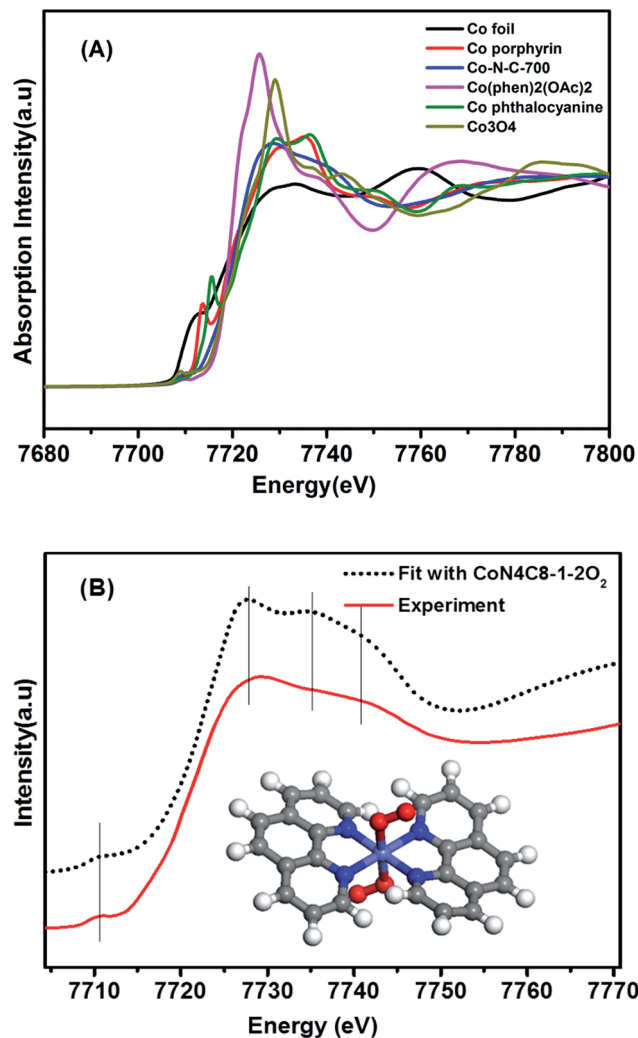 (A)
Co foil
Co porphyrin
Co-N-C-700
Co(phen)2(OAc)2
Co phthalocyanine
Co3O4
Absorption Intensity(a.u)
7680 7700 7720 7740 7760 7780 7800
Energy(eV)
(B)
Fit with CoN4C8-1-2O₂
Experiment
Intensity(a.u)
7710 7720 7730 7740 7750 7760 7770
Energy (eV)